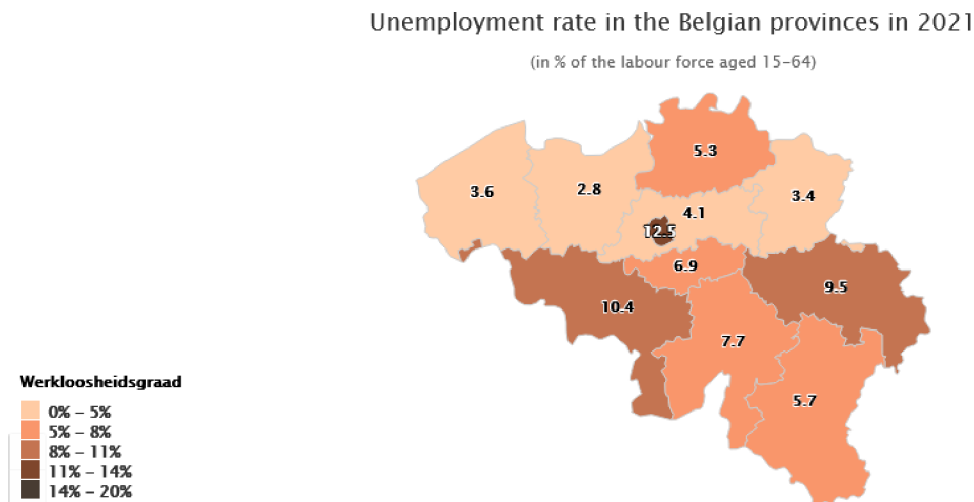 Unemployment rate in the Belgian provinces in 2021
(in % of the labour force aged 15-64)
5.3
3.6
2.8
3.4
4.1
12.5
6.9
9.5
10.4
7.7
5.7
Werkloosheidsgraad
0% - 5%
5% - 8%
8% - 11%
11% - 14%
14% - 20%